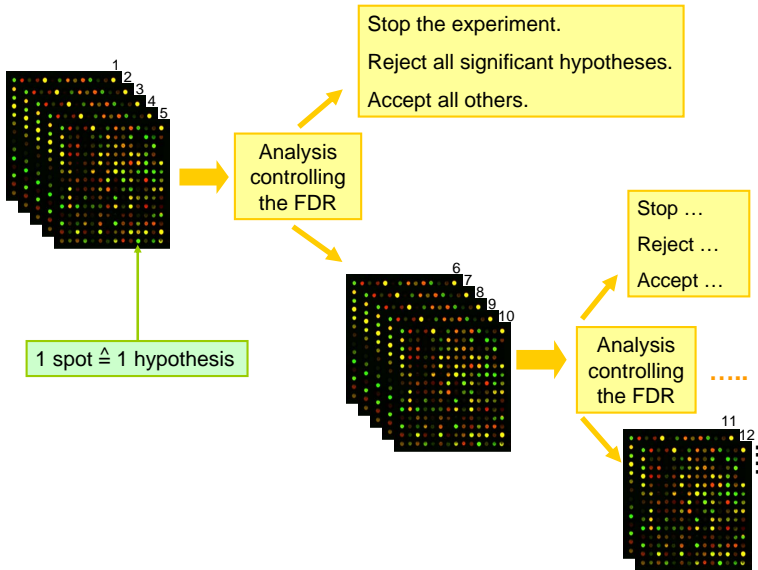 Stop the experiment.
Reject all significant hypotheses.
Accept all others.
1
2
3
4
5
Analysis
controlling
the FDR
1 spot ≙ 1 hypothesis
6
7
8
9
10
Stop …
Reject …
Accept …
Analysis
controlling
the FDR
......
11
12